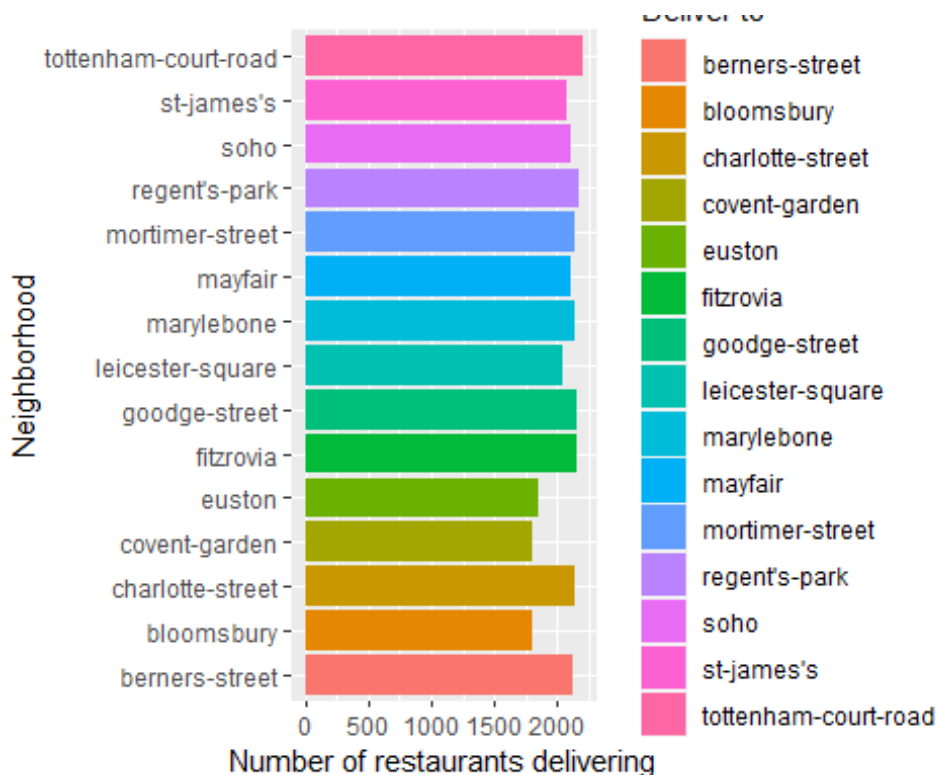 Deliver to
tottenham-court-road
st-james's
soho
regent's-park
mortimer-street
mayfair
marylebone
leicester-square
goodge-street
fitzrovia
euston
covent-garden
charlotte-street
bloomsbury
berners-street
Neighborhood
0 500 1000 1500 2000
Number of restaurants delivering
berners-street
bloomsbury
charlotte-street
covent-garden
euston
fitzrovia
goodge-street
leicester-square
marylebone
mayfair
mortimer-street
regent's-park
soho
st-james's
tottenham-court-road